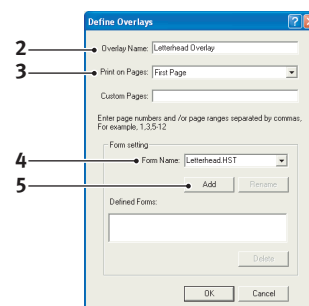 Define Overlays
2 Overlay Name: Letterhead Overlay
3 Print on Pages: First Page
Custom Pages:
Enter page numbers and /or page ranges separated by commas,
For example, 1,3,5-12
Form setting
4 Form Name: Letterhead.HST
5 Add Rename
Defined Forms:
Delete
OK Cancel